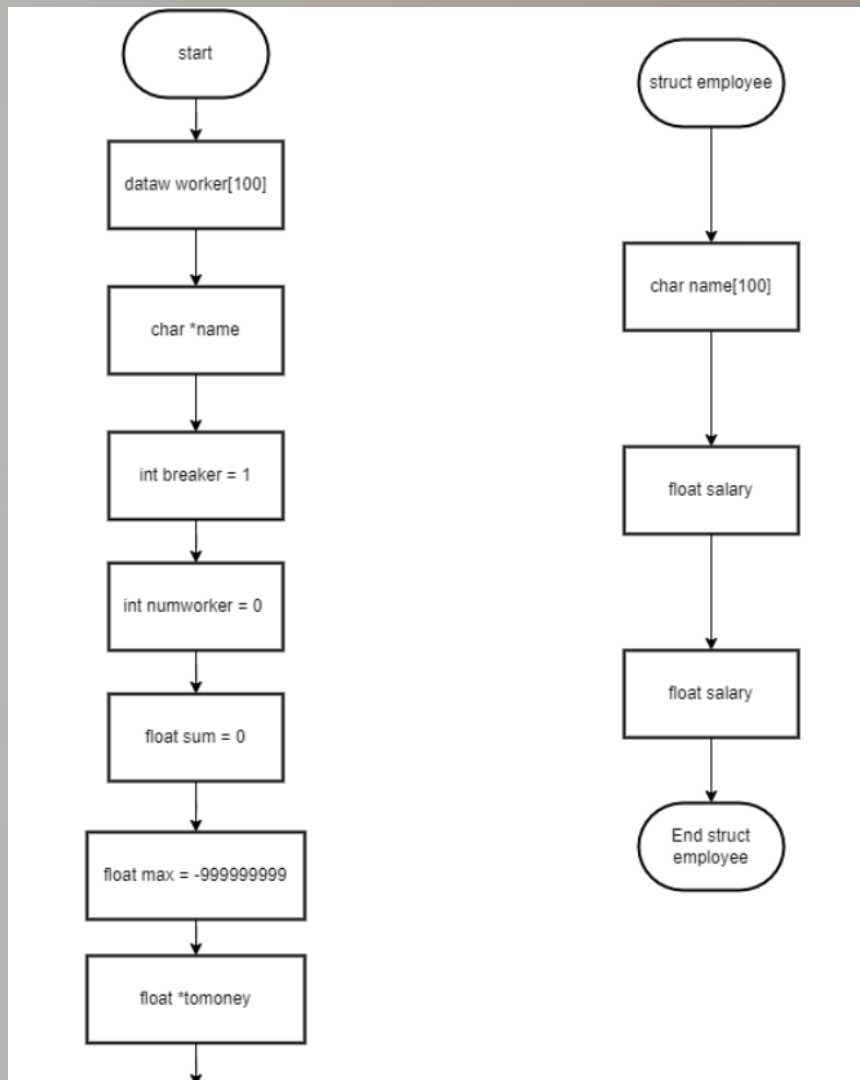 start
dataw worker[100]
char *name
int breaker = 1
int numworker = 0
float sum = 0
float max = -999999999
float *tomoney
struct employee
char name[100]
float salary
float salary
End struct
employee